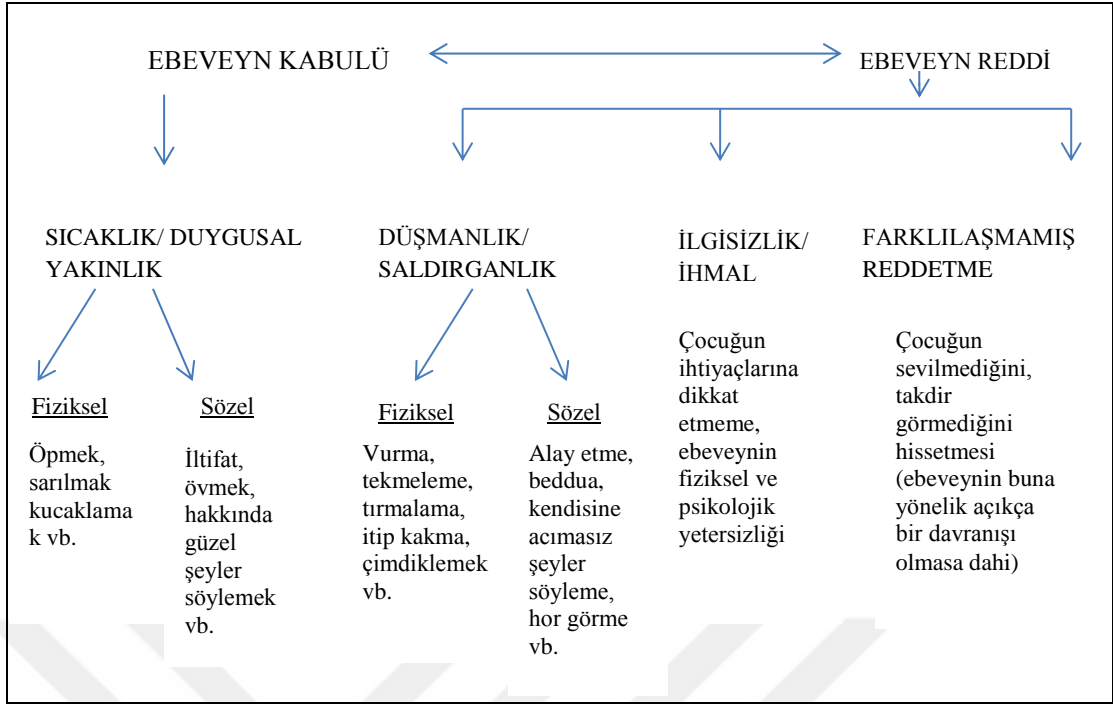 EBEVEYN KABULÜ
EBEVEYN REDDİ
SICAKLIK/ DUYGUSAL
YAKINLIK
Fiziksel
Öpmek,
sarılmak
kucaklama
k vb.
Sözel
İltifat,
övmek,
hakkında
güzel
şeyler
söylemek
vb.
DÜŞMANLIK/
SALDIRGANLIK
Fiziksel
Vurma,
tekmeleme,
tırmalama,
itip kakma,
çimdiklemek
vb.
Sözel
Alay etme,
beddua,
kendisine
acımasız
şeyler
söyleme,
hor görme
vb.
İLGİSİZLİK/
İHMAL
Çocuğun
ihtiyaçlarına
dikkat
etmeme,
ebeveynin
fiziksel ve
psikolojik
yetersizliği
FARKLILAŞMAMIŞ
REDDETME
Çocuğun
sevilmediğini,
takdir
görmediğini
hissetmesi
(ebeveynin buna
yönelik açıkça
bir davranışı
olmasa dahi)